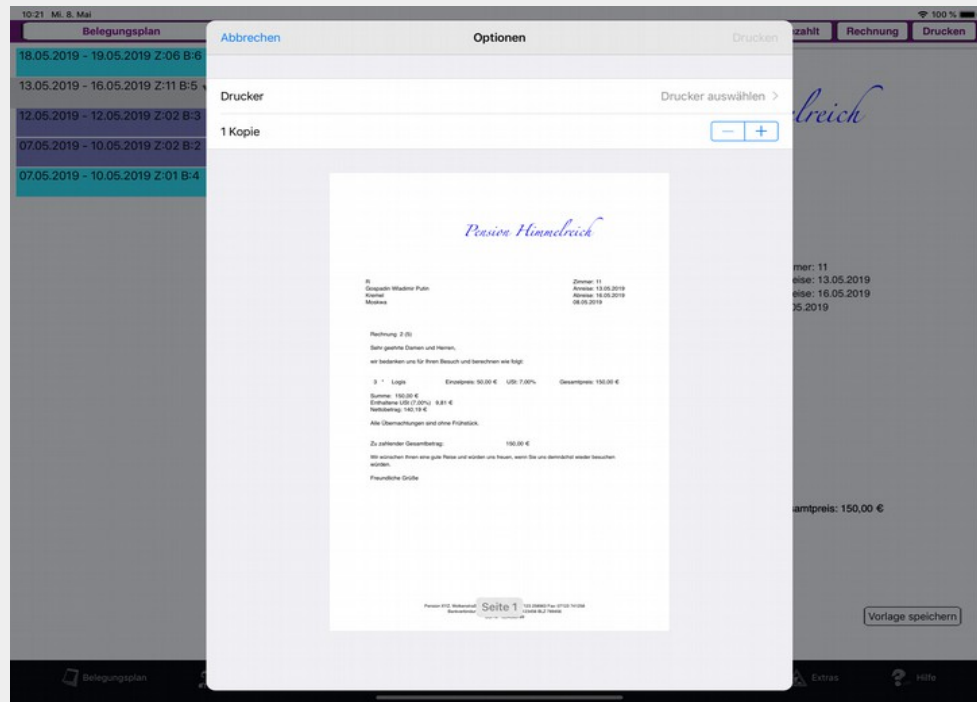 10:21 Mi. 8. Mai
100 %
Belegungsplan
zahlt
Rechnung
Drucken
18.05.2019 - 19.05.2019 Z:06 B:6
13.05.2019 - 16.05.2019 Z:11 B:5
12.05.2019 - 12.05.2019 Z:02 B:3
07.05.2019 - 10.05.2019 Z:02 B:2
07.05.2019 - 10.05.2019 Z:01 B:4
Abbrechen
Optionen
Drucken
Drucker
Drucker auswählen
1 Kopie
Pension Himmelreich
R
Gospadin Wladimir Putin
Kremel
Moskwa
Zimmer: 11
Anreise: 13.05.2019
Abreise: 16.05.2019
08.05.2019
Rechnung 2 (5)
Sehr geehrte Damen und Herren,
wir bedanken uns für Ihren Besuch und berechnen wie folgt:
3 * Logis Einzelpreis: 50,00 € USt: 7,00% Gesamtpreis: 150,00 €
Summe: 150,00 €
Enthaltene USt (7,00%) 9,81 €
Nettobetrag: 140,19 €
Alle Übernachtungen sind ohne Frühstück.
Zu zahlender Gesamtbetrag: 150,00 €
Wir wünschen Ihnen eine gute Reise und würden uns freuen, wenn Sie uns demnächst wieder besuchen
würden.
Freundliche Grüße
Seite 1
lreich
mer: 11
eise: 13.05.2019
eise: 16.05.2019
05.2019
samtpreis: 150,00 €
Vorlage speichern
Belegungsplan
Extras
Hilfe